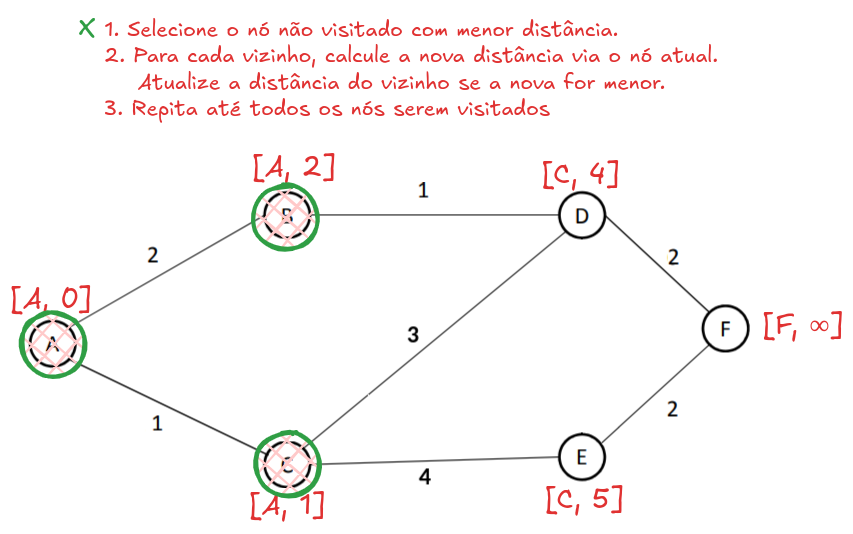 X 1. Selecione o nó não visitado com menor distância.
2. Para cada vizinho, calcule a nova distância via o nó atual.
Atualize a distância do vizinho se a nova for menor.
3. Repita até todos os nós serem visitados
[A, 2]
B
1
[C, 4]
D
2
2
[A, 0]
A
3
F
[F, ∞]
1
2
C
4
E
[A, 1]
[C, 5]